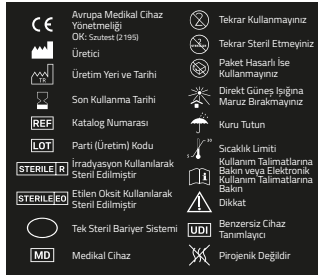 Avrupa Medikal Cihaz
Yönetmeliği
OK: Szutest (2195)
Üretici
TR
Üretim Yeri ve Tarihi
Son Kullanma Tarihi
REF
Katalog Numarası
LOT
Parti (Üretim) Kodu
STERILE R
İrradyasyon Kullanılarak
Steril Edilmiştir
STERILE EO
Etilen Oksit Kullanılarak
Steril Edilmiştir
Tek Steril Bariyer Sistemi
MD
Medikal Cihaz
2
Tekrar Kullanmayınız
Tekrar Steril Etmeyiniz
Paket Hasarlı İse
Kullanmayınız
Direkt Güneş Işığına
Maruz Bırakmayınız
Kuru Tutun
Sıcaklık Limiti
Kullanım Talimatlarına
Bakın veya Elektronik
Kullanım Talimatlarına
Bakın
Dikkat
UDI
Benzersiz Cihaz
Tanımlayıcı
Pirojenik Değildir